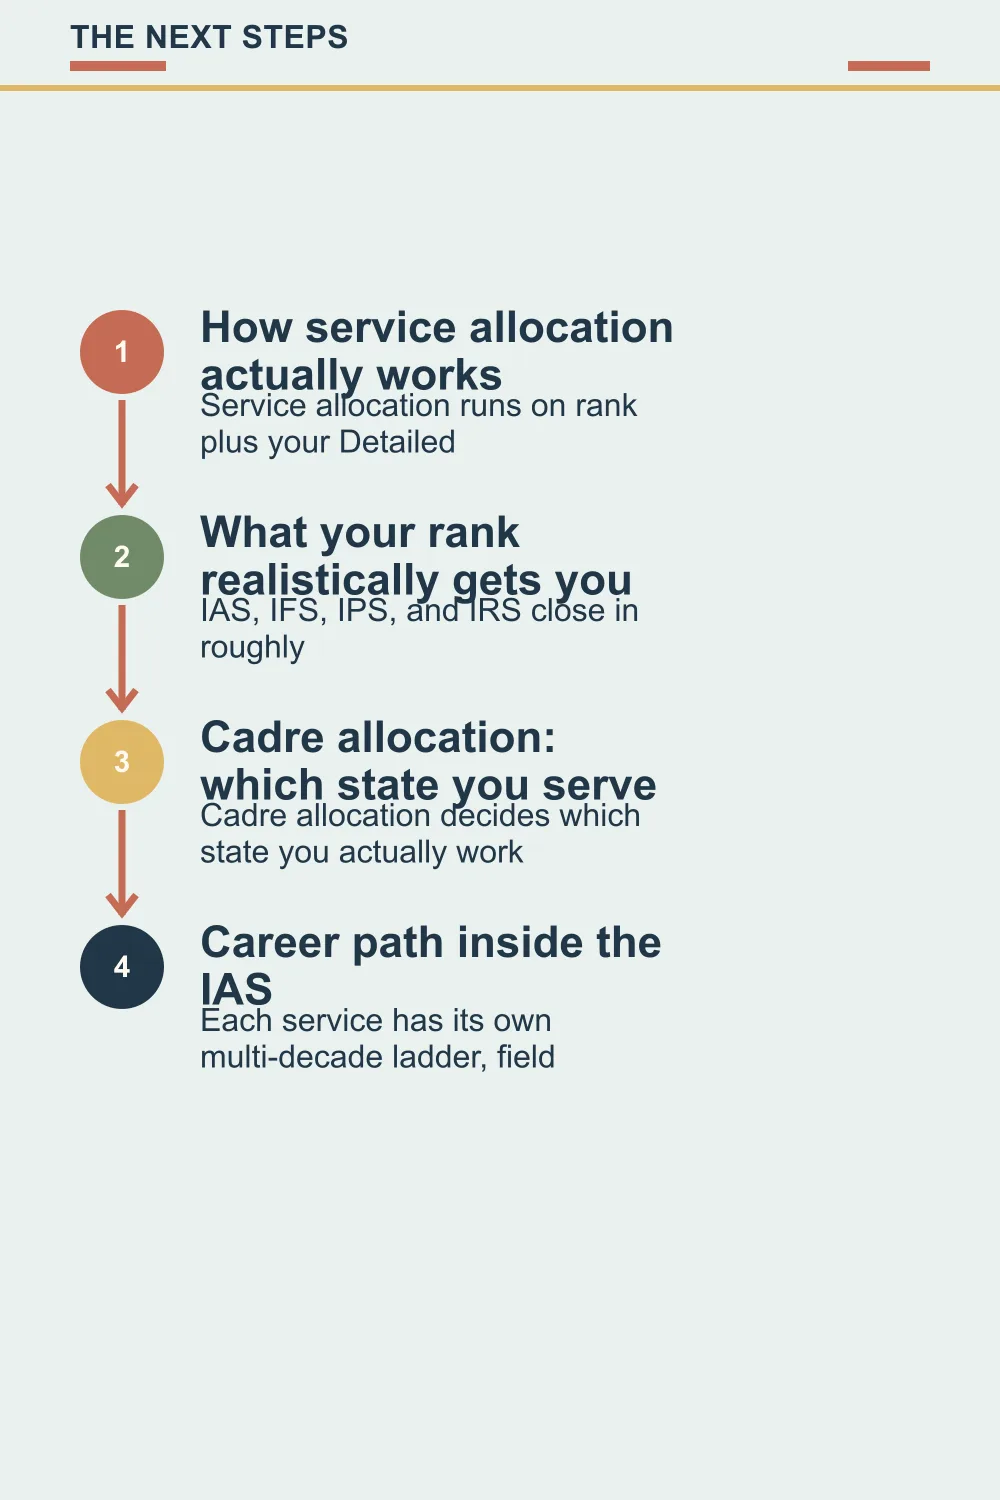 THE NEXT STEPS
1
How service allocation
actually works
Service allocation runs on rank
plus your Detailed
2
What your rank
realistically gets you
IAS, IFS, IPS, and IRS close in
roughly
3
Cadre allocation:
which state you serve
Cadre allocation decides which
state you actually work
4
Career path inside the
IAS
Each service has its own
multi-decade ladder, field